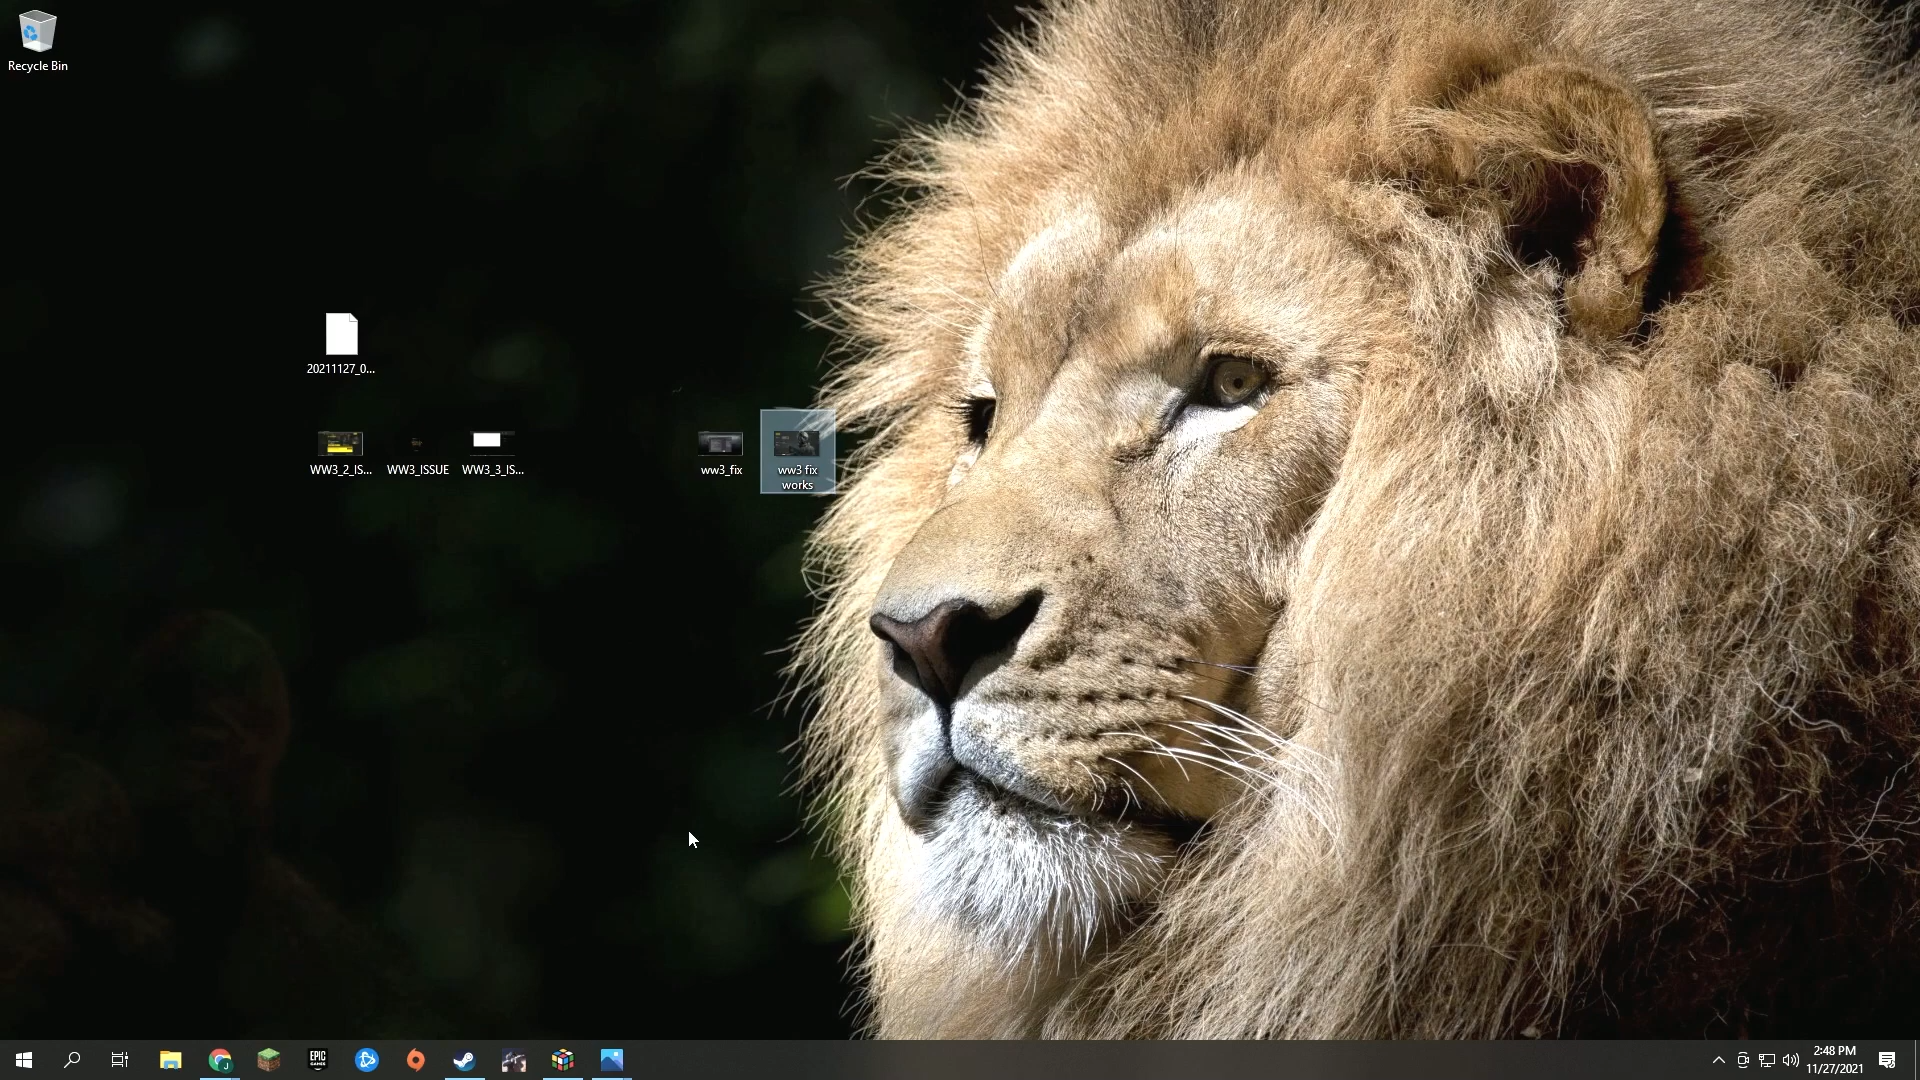 Recycle Bin
20211127_0...
WW3_2_IS...
WW3_ISSUE
WW3_3_IS...
ww3_fix
ww3 fix
works
EPIC
GAMES
J
2:48 PM
11/27/2021